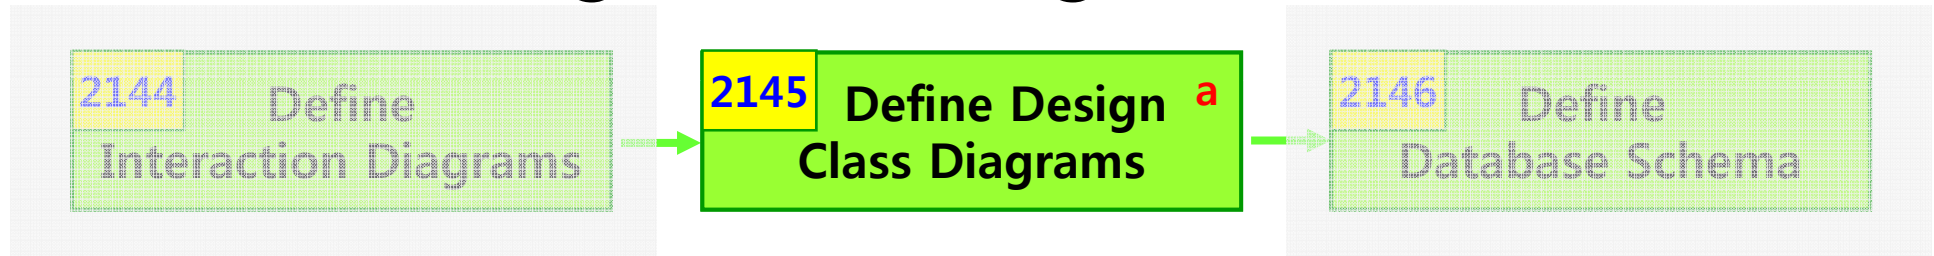 2144
Define
Interaction Diagrams
2145
Define Design a
Class Diagrams
2146
Define
Database Schema